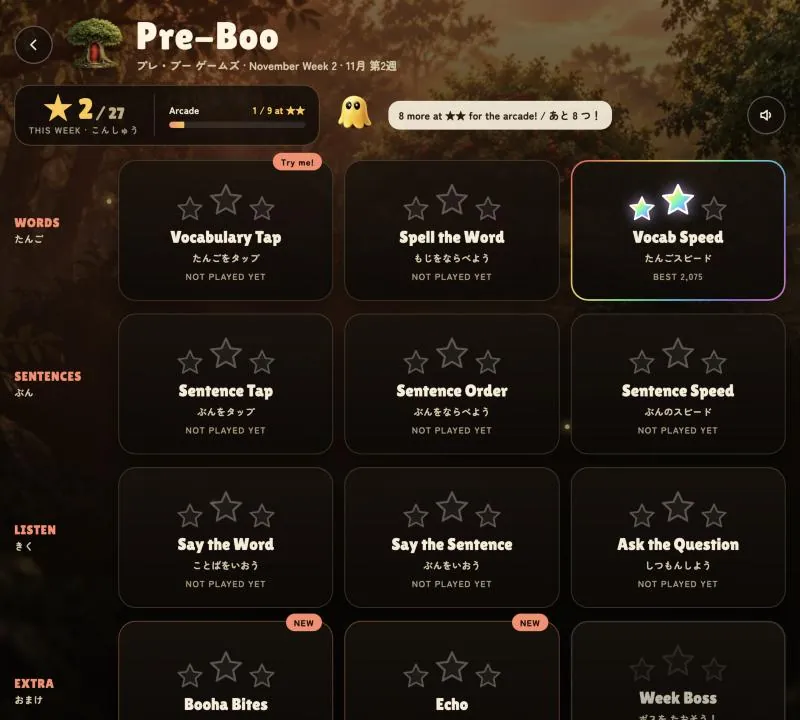 Pre-Boo
プレ・ブー ゲームズ · November Week 2 · 11月 第2週
2 / 27
THIS WEEK · こんしゅう
Arcade 1 / 9 at ★★
8 more at ★★ for the arcade! / あと 8 つ！
Try me!
WORDS
たんご
Vocabulary Tap
たんごをタップ
NOT PLAYED YET
Spell the Word
もじをならべよう
NOT PLAYED YET
Vocab Speed
たんごスピード
BEST 2,075
SENTENCES
ぶん
Sentence Tap
ぶんをタップ
NOT PLAYED YET
Sentence Order
ぶんをならべよう
NOT PLAYED YET
Sentence Speed
ぶんのスピード
NOT PLAYED YET
LISTEN
きく
Say the Word
ことばをいおう
NOT PLAYED YET
Say the Sentence
ぶんをいおう
NOT PLAYED YET
Ask the Question
しつもんしよう
NOT PLAYED YET
EXTRA
おまけ
NEW
Booha Bites
NEW
Echo
Week Boss
ボスを たおそう！